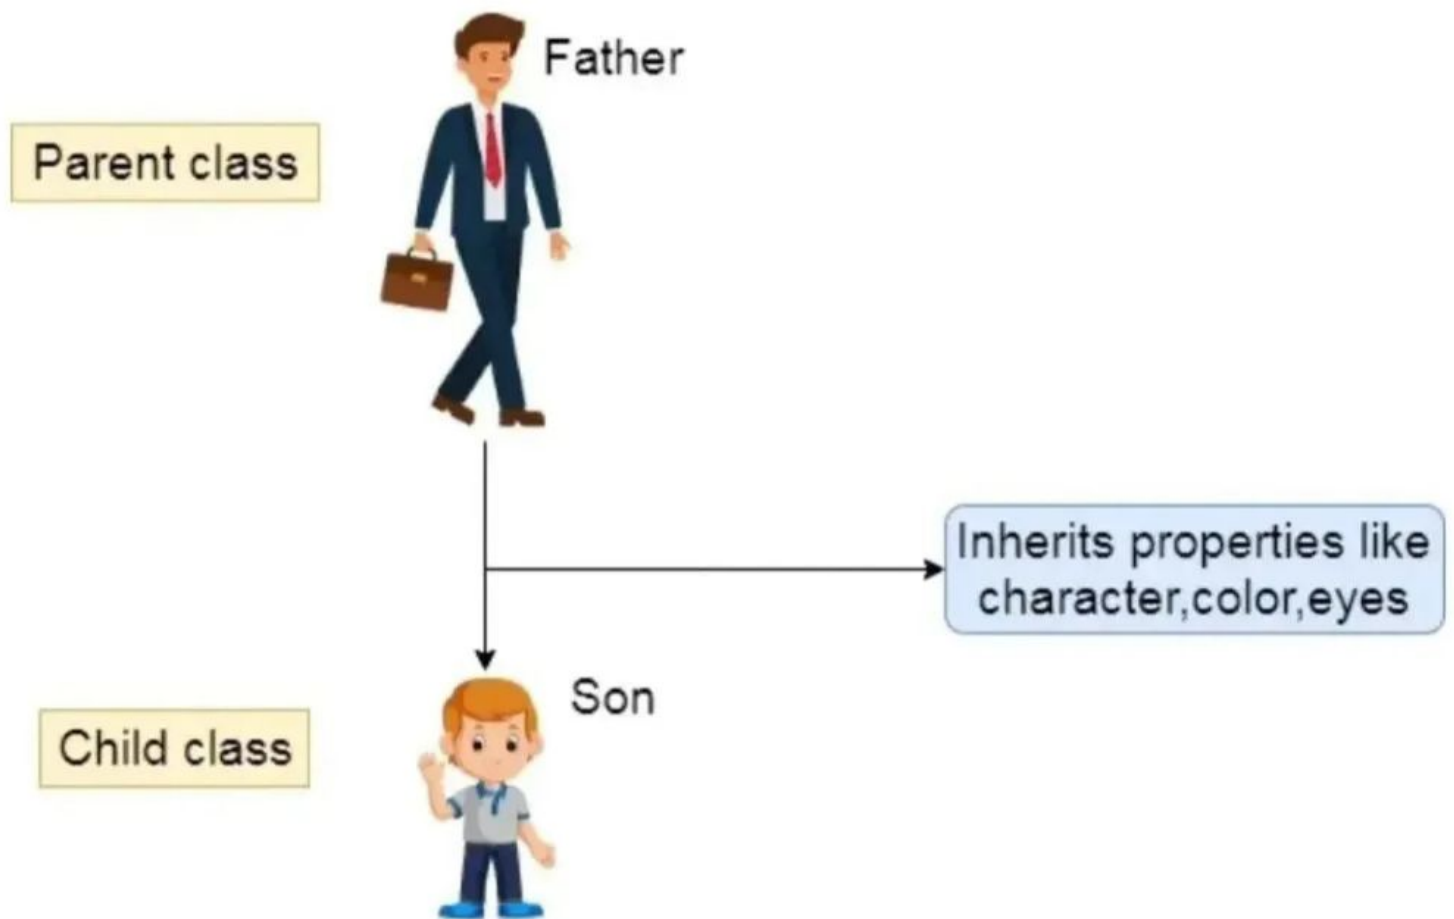 Father
Parent class
Inherits properties like
character,color,eyes
Son
Child class